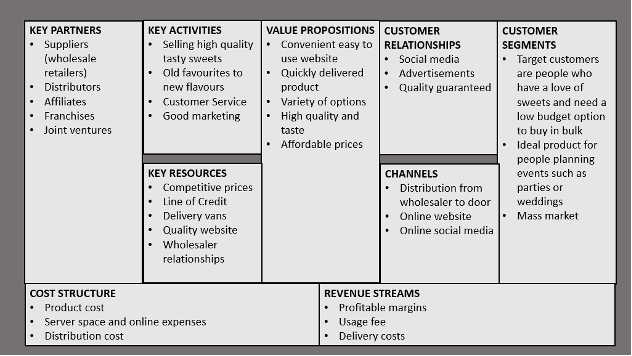 KEY PARTNERS
• Suppliers
(wholesale
retailers)
• Distributors
• Affiliates
• Franchises
• Joint ventures
KEY ACTIVITIES
• Selling high quality
tasty sweets
• Old favourites to
new flavours
• Customer Service
• Good marketing
KEY RESOURCES
• Competitive prices
• Line of Credit
• Delivery vans
• Quality website
• Wholesaler
relationships
VALUE PROPOSITIONS
• Convenient easy to
use website
• Quickly delivered
product
• Variety of options
• High quality and
taste
• Affordable prices
CUSTOMER
RELATIONSHIPS
• Social media
• Advertisements
• Quality guaranteed
CHANNELS
• Distribution from
wholesaler to door
• Online website
• Online social media
CUSTOMER
SEGMENTS
• Target customers
are people who
have a love of
sweets and need a
low budget option
to buy in bulk
• Ideal product for
people planning
events such as
parties or
weddings
• Mass market
COST STRUCTURE
• Product cost
• Server space and online expenses
• Distribution cost
REVENUE STREAMS
• Profitable margins
• Usage fee
• Delivery costs